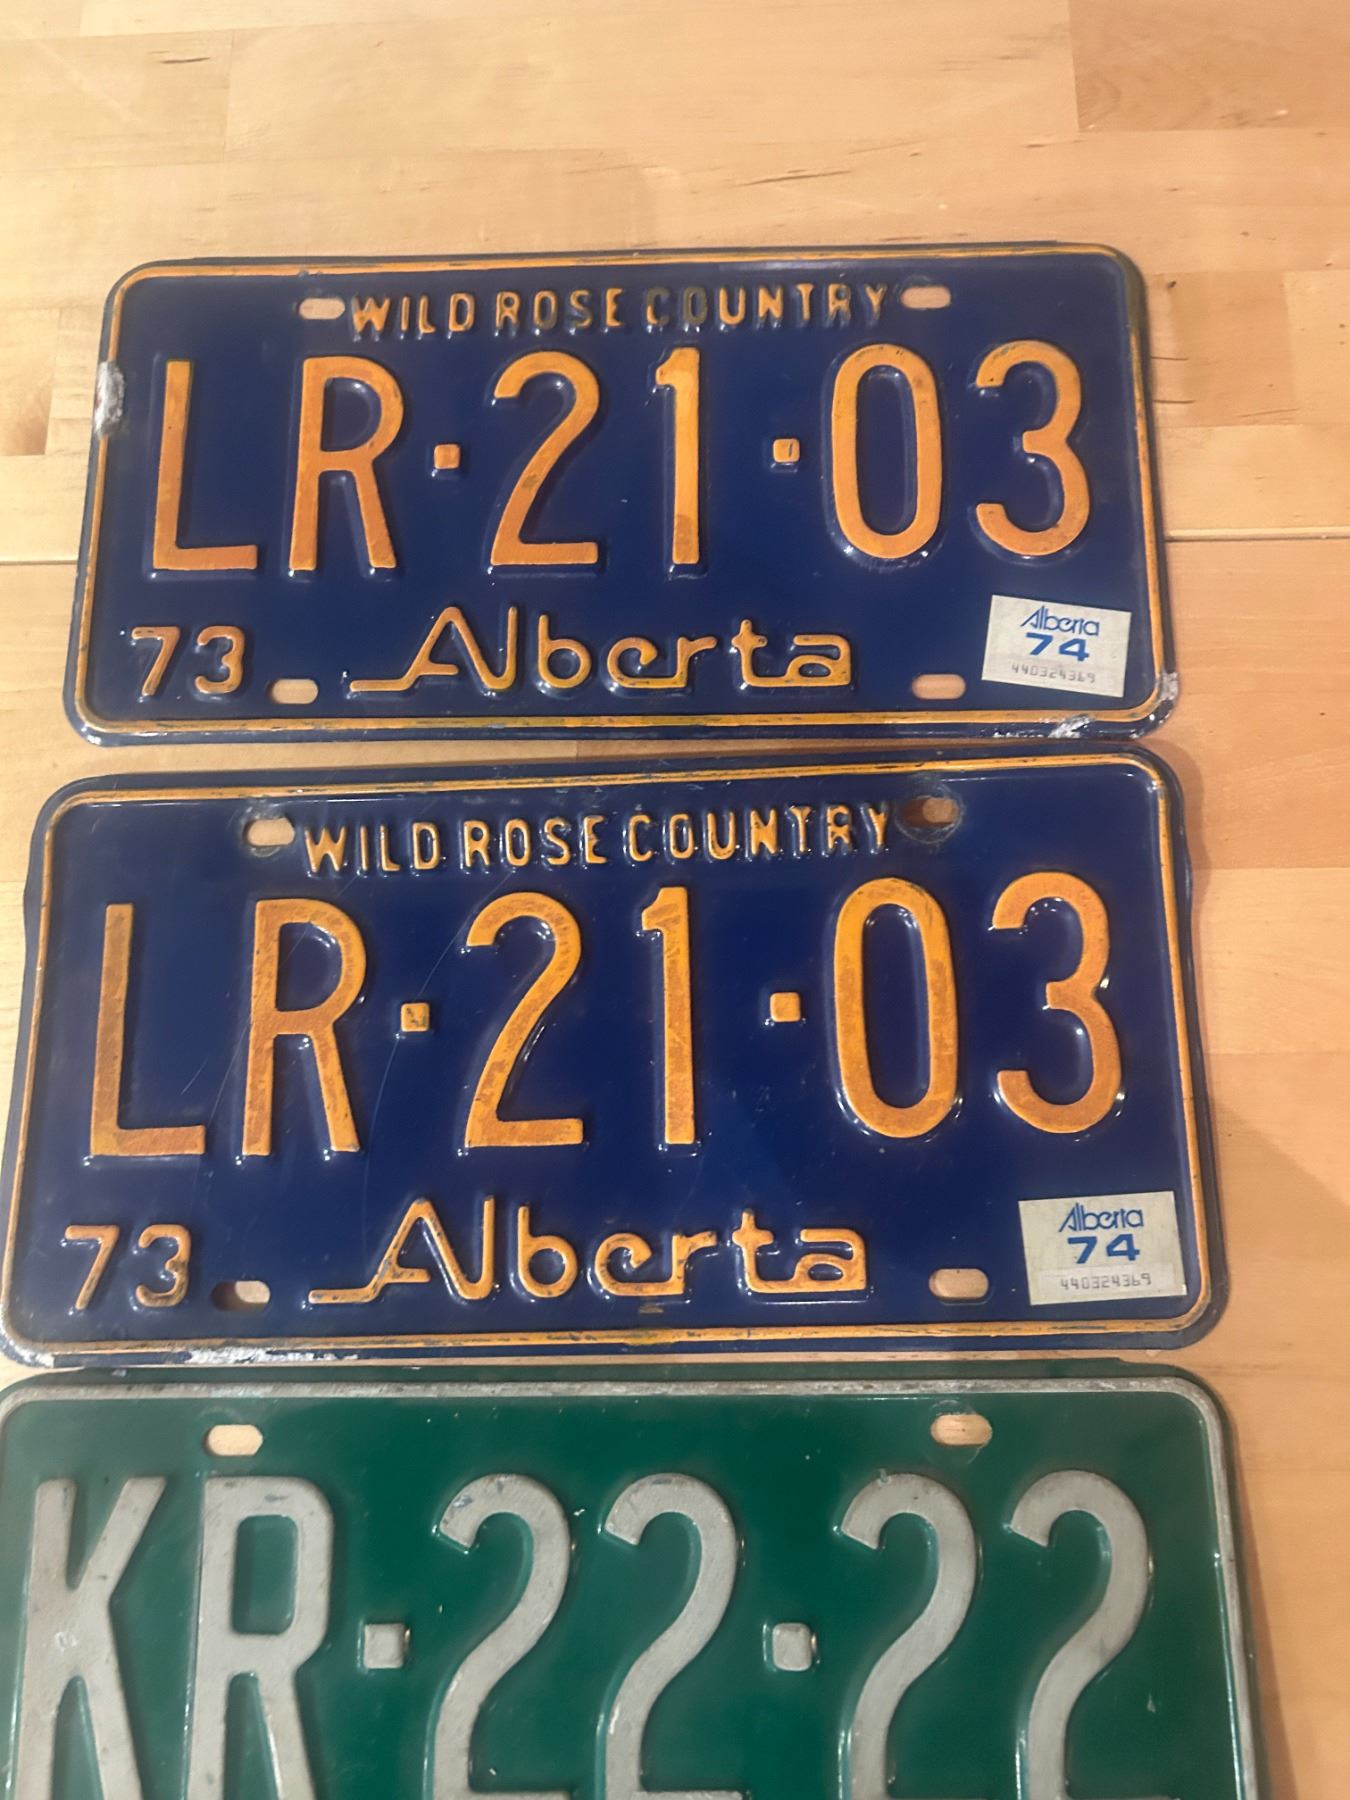 WILD ROSE COUNTRY
LR·21·03
73 Alberta
Alberta
74
440324369
WILD ROSE COUNTRY
LR·21·03
73 Alberta
Alberta
74
440324369
KR·22·22